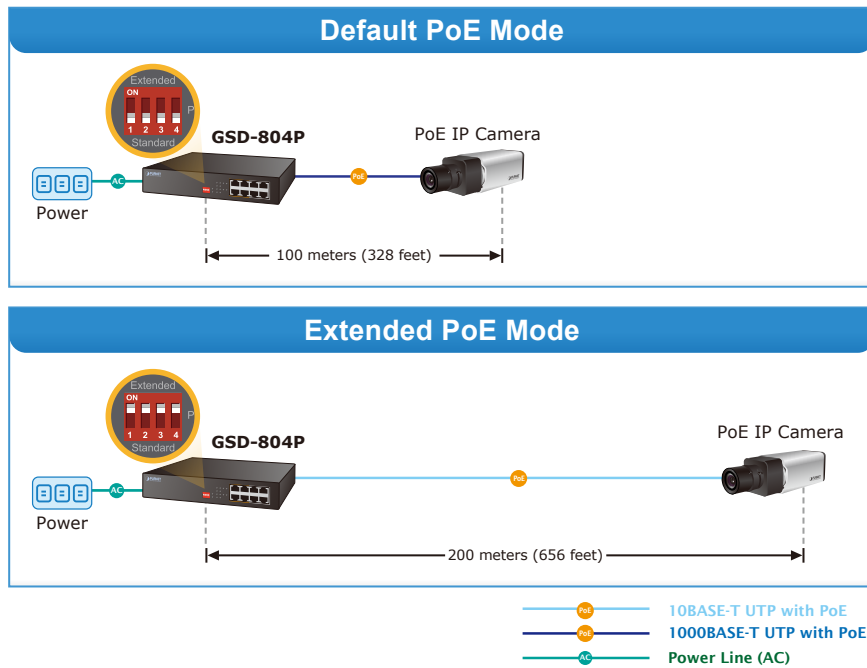 Default PoE Mode
Extended
ON
P
1 2 3 4
Standard
GSD-804P
PoE IP Camera
AC
PoE
Power
100 meters (328 feet)
Extended PoE Mode
Extended
ON
P
1 2 3 4
Standard
GSD-804P
PoE IP Camera
AC
PoE
Power
200 meters (656 feet)
PoE 10BASE-T UTP with PoE
PoE 1000BASE-T UTP with PoE
AC Power Line (AC)